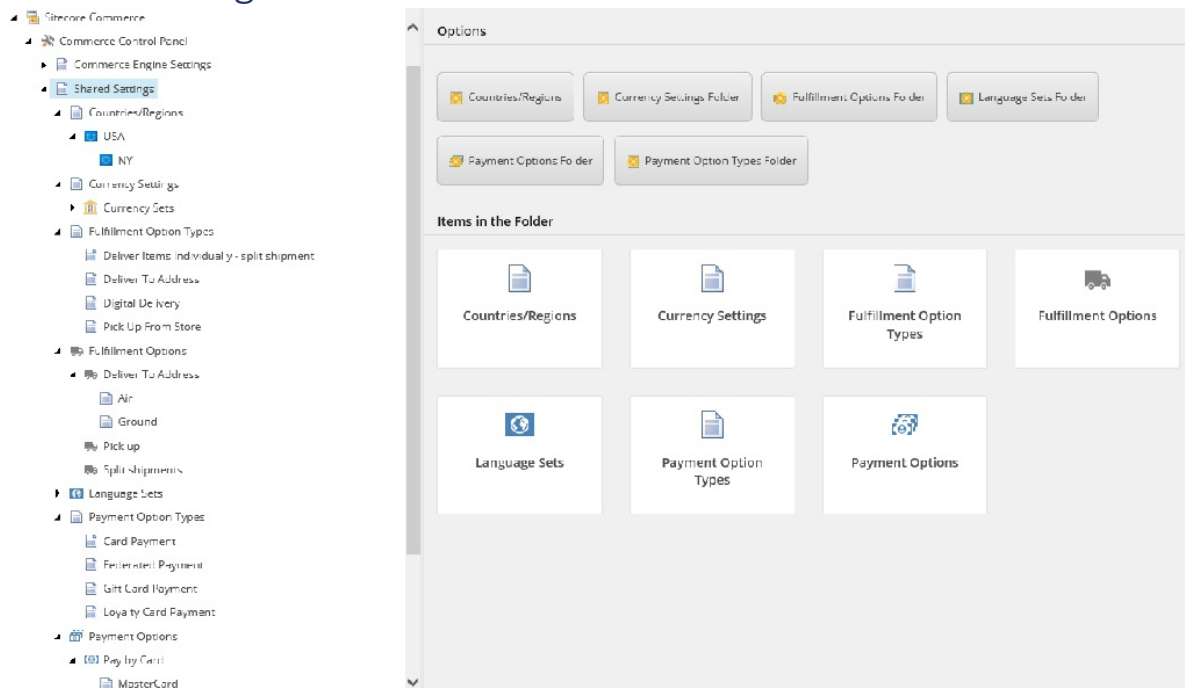 Sitecore Commerce
Commerce Control Panel
Commerce Engine Settings
Shared Settings
Countries/Regions
USA
NY
Currency Settings
Currency Sets
Fulfillment Option Types
Deliver Items Individually - split shipment
Deliver To Address
Digital Delivery
Pick Up From Store
Fulfillment Options
Deliver To Address
Air
Ground
Pick up
Split shipments
Language Sets
Payment Option Types
Card Payment
Federated Payment
Gift Card Payment
Loyalty Card Payment
Payment Options
Pay by Card
MasterCard
Options
Countries/Regions Currency Settings Folder Fulfillment Options Folder Language Sets Folder
Payment Options Folder Payment Option Types Folder
Items in the Folder
Countries/Regions Currency Settings Fulfillment Option Fulfillment Options
Types
Language Sets Payment Option Payment Options
Types